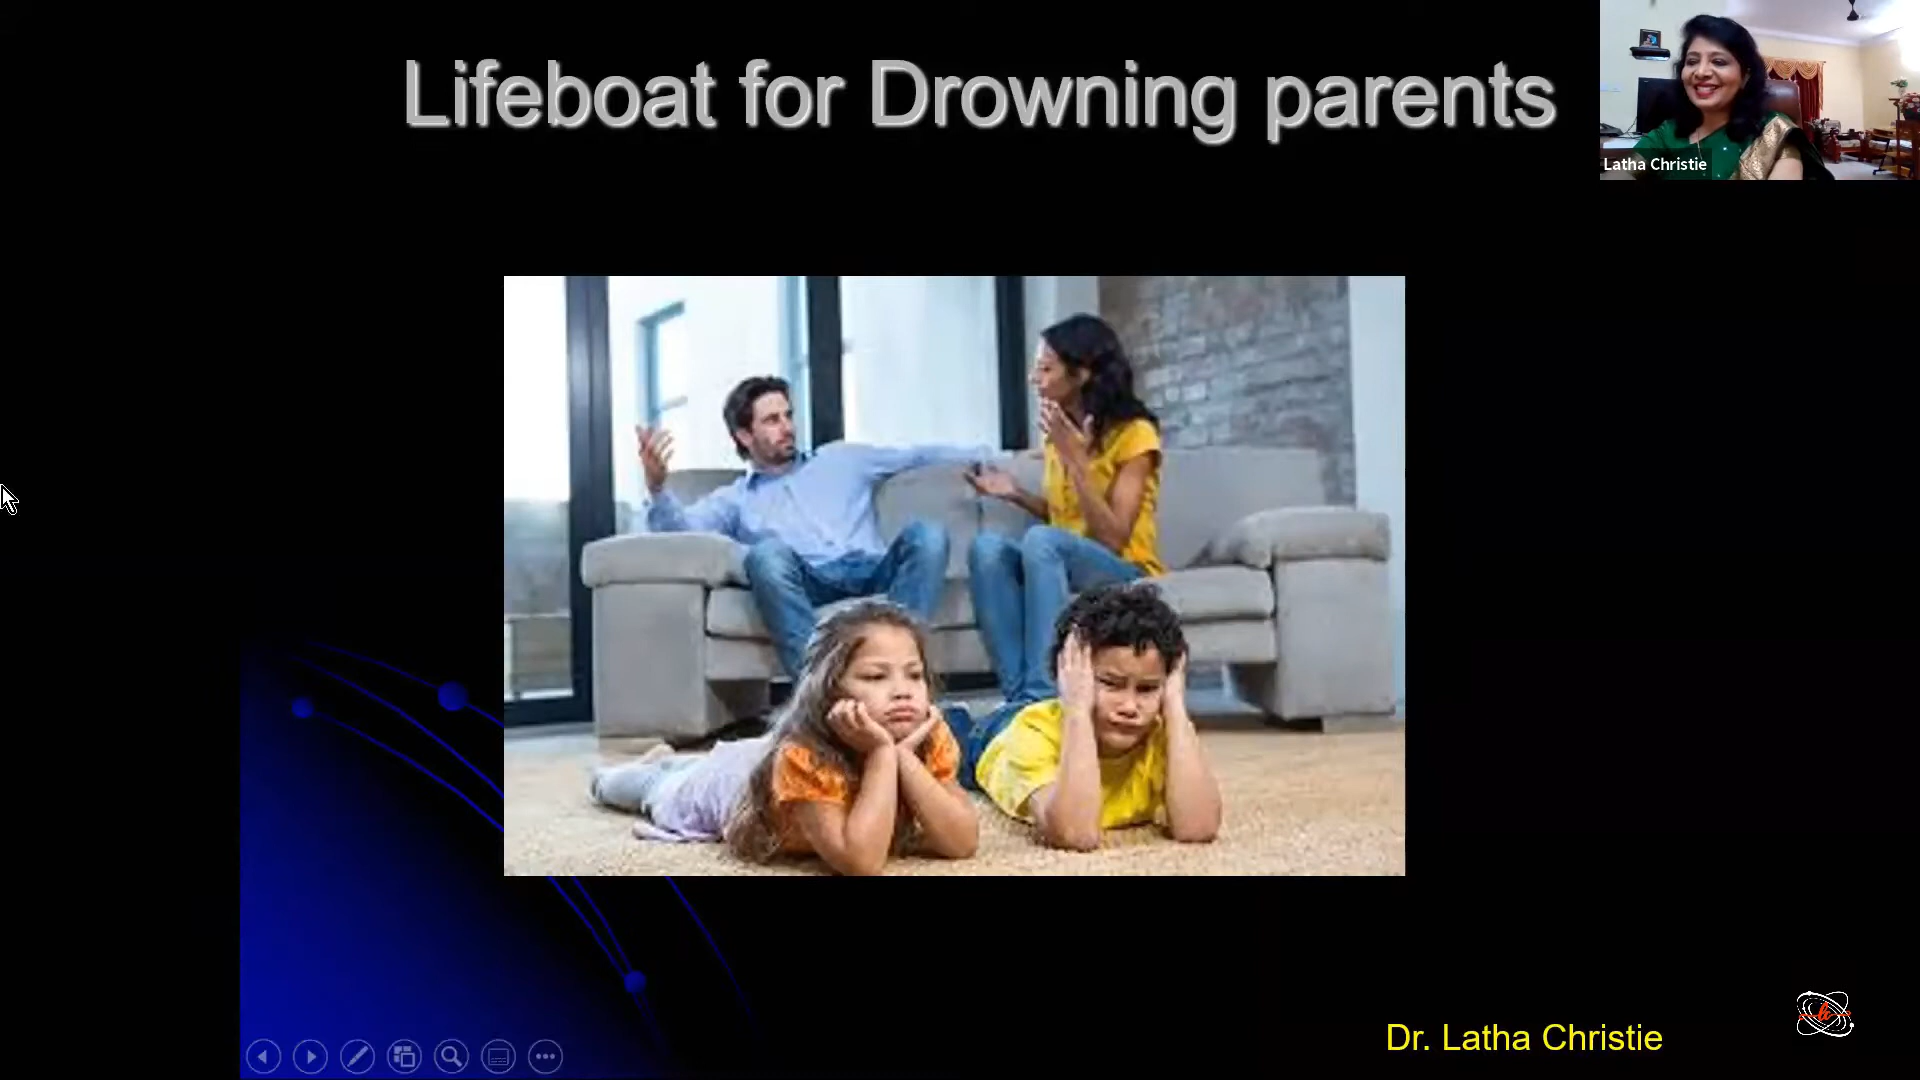 Lifeboat for Drowning parents
Latha Christie
Dr. Latha Christie